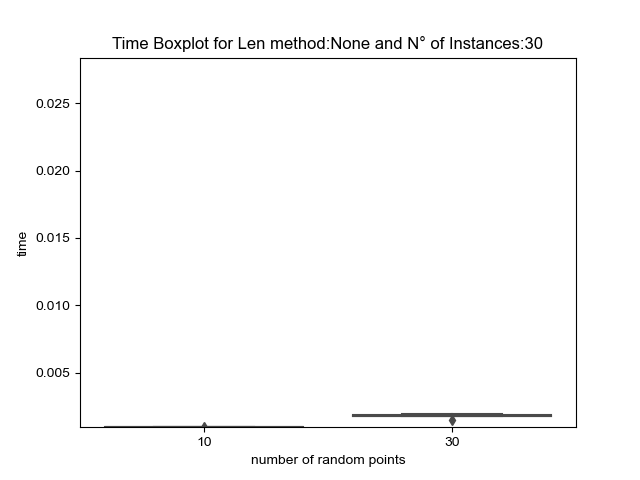 Time Boxplot for Len method:None and N° of Instances:30
0.025
0.020
0.015
0.010
0.005
time
10 30
number of random points